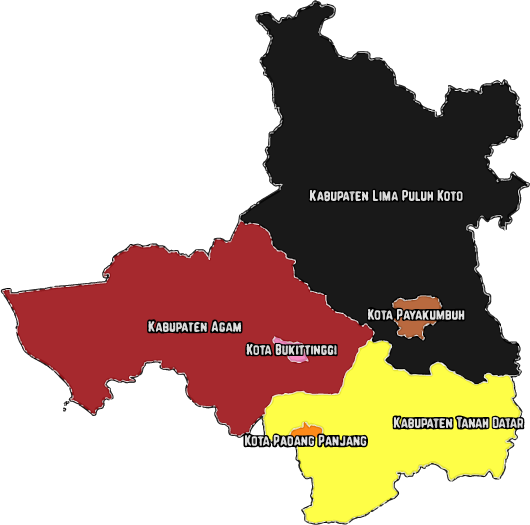 Kabupaten Lima Puluh Koto
Kota Payakumbuh
Kabupaten Agam
Kota Bukittinggi
Kabupaten Tanah Datar
Kota Padang Panjang